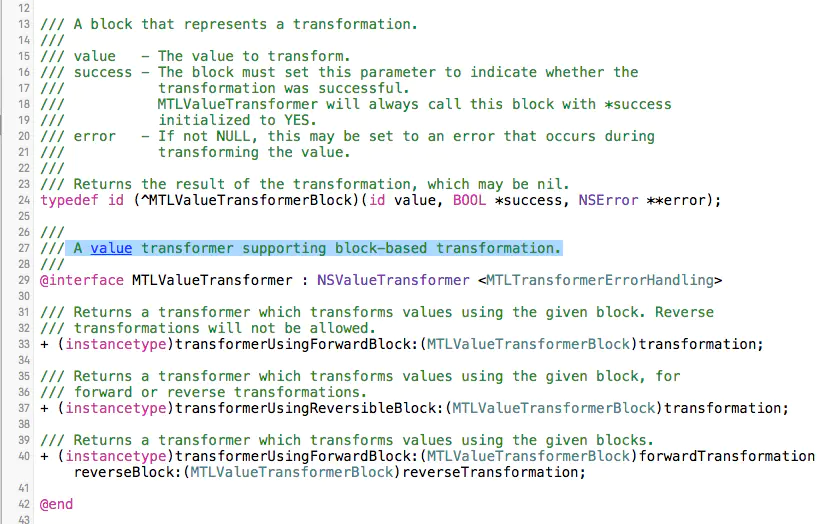 12
13 /// A block that represents a transformation.
14 ///
15 /// value   - The value to transform.
16 /// success - The block must set this parameter to indicate whether the
17 ///           transformation was successful.
18 ///           MTLValueTransformer will always call this block with *success
19 ///           initialized to YES.
20 /// error   - If not NULL, this may be set to an error that occurs during
21 ///           transforming the value.
22 ///
23 /// Returns the result of the transformation, which may be nil.
24 typedef id (^MTLValueTransformerBlock)(id value, BOOL *success, NSError **error);
25
26 ///
27 /// A value transformer supporting block-based transformation.
28 ///
29 @interface MTLValueTransformer : NSValueTransformer <MTLTransformerErrorHandling>
30
31 /// Returns a transformer which transforms values using the given block. Reverse
32 /// transformations will not be allowed.
33 + (instancetype)transformerUsingForwardBlock:(MTLValueTransformerBlock)transformation;
34
35 /// Returns a transformer which transforms values using the given block, for
36 /// forward or reverse transformations.
37 + (instancetype)transformerUsingReversibleBlock:(MTLValueTransformerBlock)transformation;
38
39 /// Returns a transformer which transforms values using the given blocks.
40 + (instancetype)transformerUsingForwardBlock:(MTLValueTransformerBlock)forwardTransformation
reverseBlock:(MTLValueTransformerBlock)reverseTransformation;
41
42 @end
43